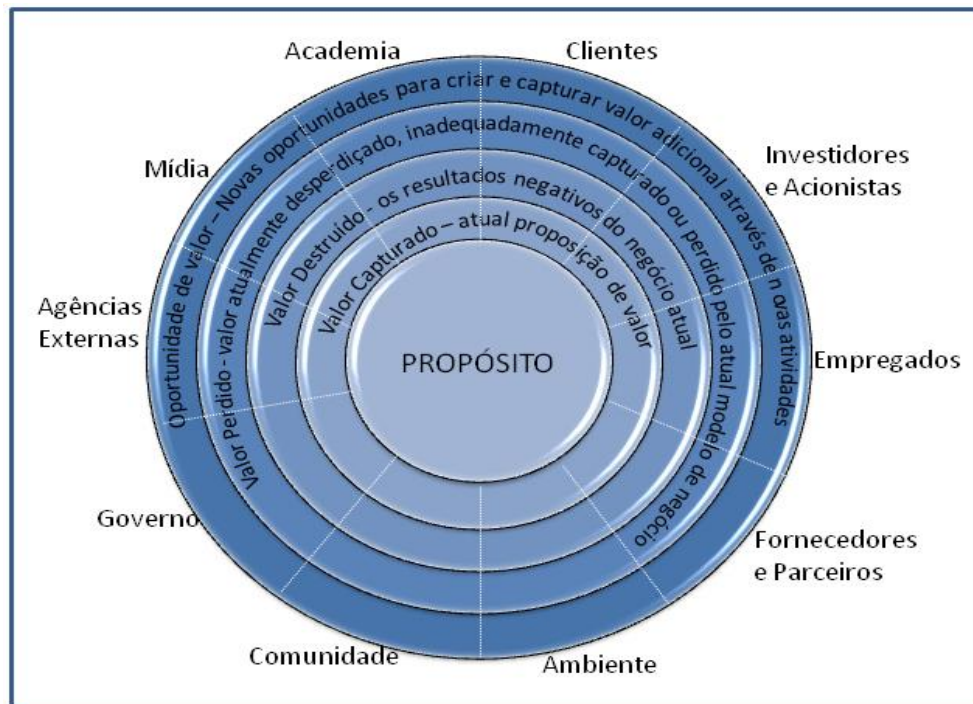 Academia
Clientes
Mídia
Investidores
e Acionistas
Agências
Externas
Empregados
Governo
Fornecedores
e Parceiros
Comunidade
Ambiente
Oportunidade de valor – Novas oportunidades para criar e capturar valor adicional através de novas atividades
Valor Perdido - valor atualmente desperdiçado, inadequadamente capturado ou perdido pelo atual modelo de negócio
Valor Destruído - os resultados negativos do negócio atual
Valor Capturado – atual proposição de valor
PROPÓSITO